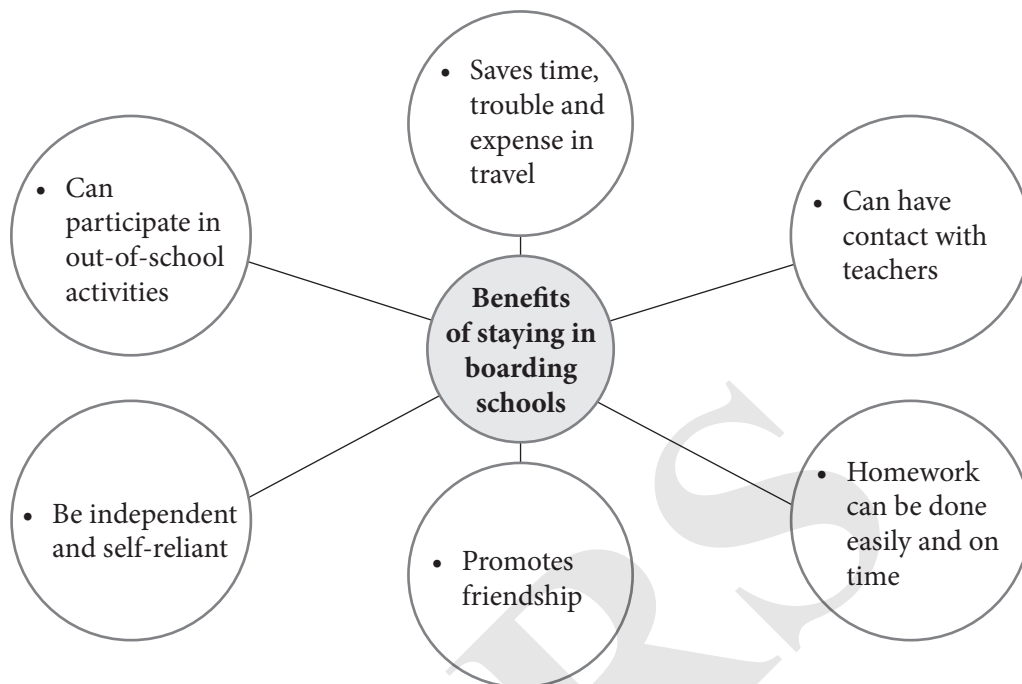 • Saves time,
trouble and
expense in
travel
• Can
participate in
out-of-school
activities
• Can have
contact with
teachers
Benefits
of staying in
boarding
schools
• Be independent
and self-reliant
• Promotes
friendship
• Homework
can be done
easily and on
time
RS